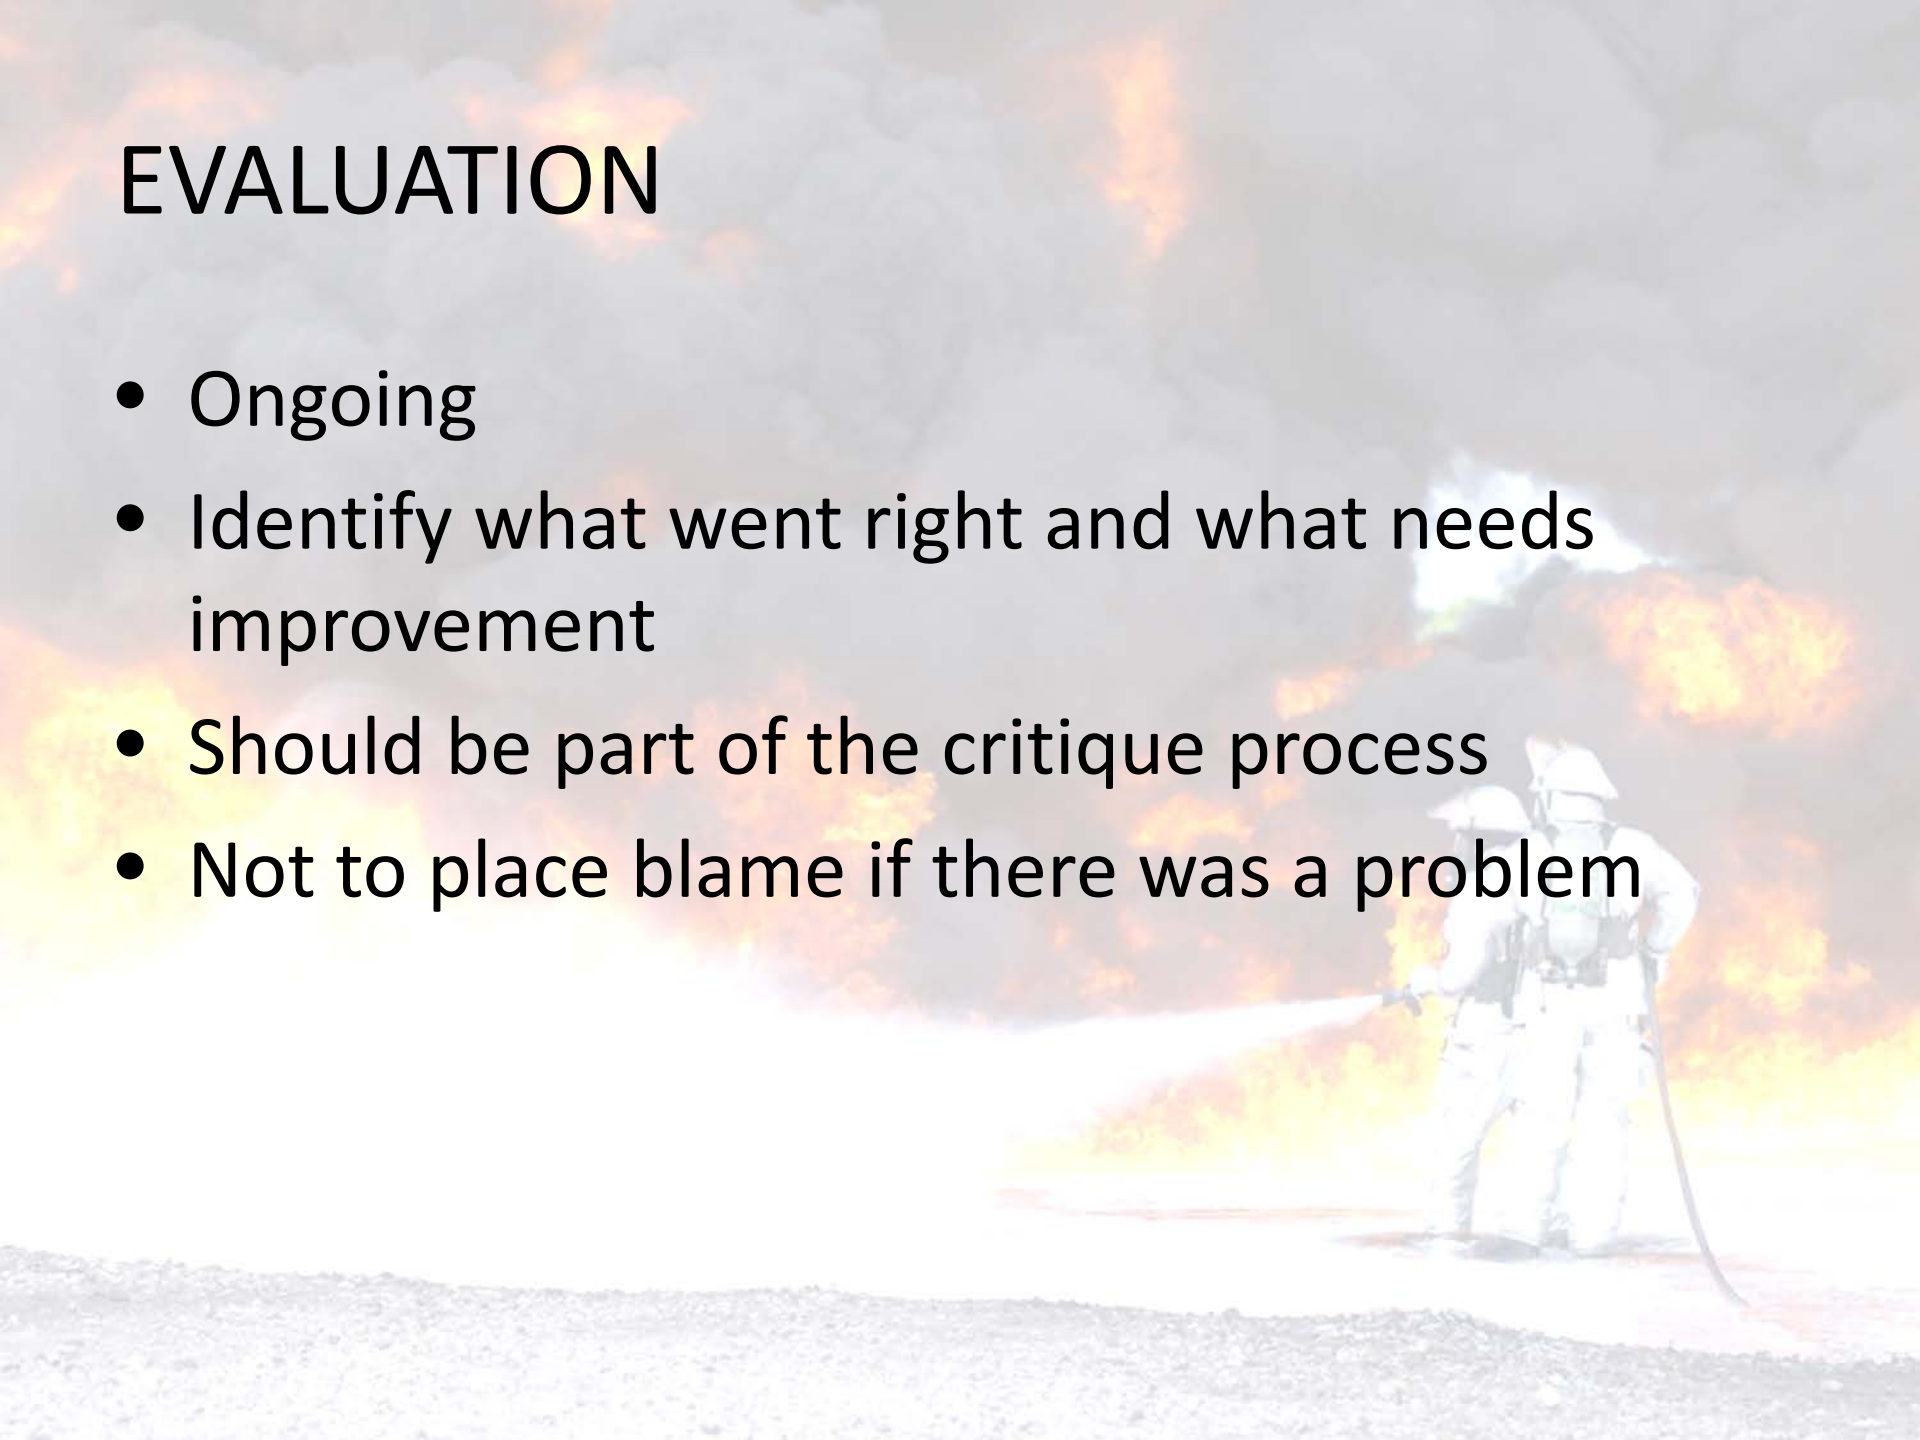 EVALUATION
• Ongoing
• Identify what went right and what needs
improvement
• Should be part of the critique process
• Not to place blame if there was a problem